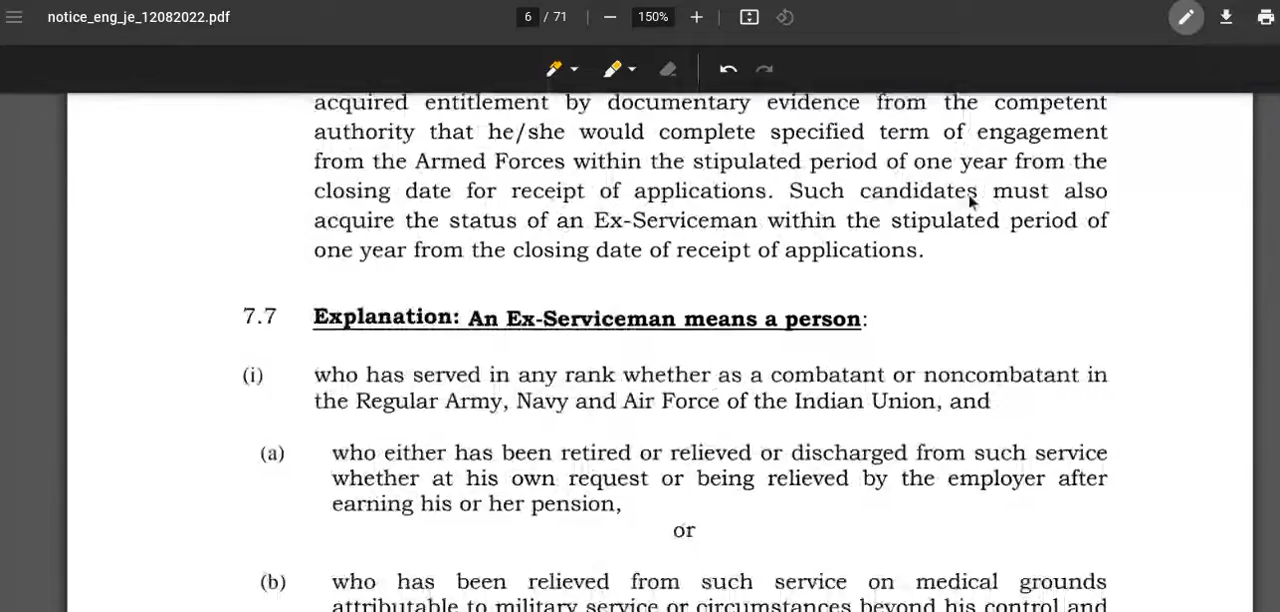 notice_eng_je_12082022.pdf
6 / 71
150%
acquired entitlement by documentary evidence from the competent
authority that he/she would complete specified term of engagement
from the Armed Forces within the stipulated period of one year from the
closing date for receipt of applications. Such candidates must also
acquire the status of an Ex-Serviceman within the stipulated period of
one year from the closing date of receipt of applications.
7.7 Explanation: An Ex-Serviceman means a person:
(i) who has served in any rank whether as a combatant or noncombatant in
the Regular Army, Navy and Air Force of the Indian Union, and
(a) who either has been retired or relieved or discharged from such service
whether at his own request or being relieved by the employer after
earning his or her pension,
or
(b) who has been relieved from such service on medical grounds
attributable to military service or circumstances beyond his control and